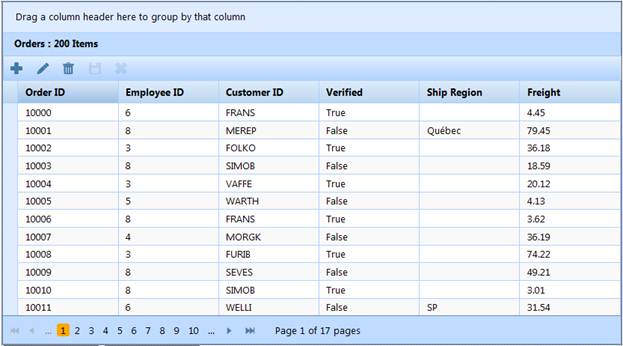 Drag a column header here to group by that column
Orders : 200 Items
Order ID Employee ID Customer ID Verified Ship Region Freight
10000 6 FRANS True 4.45
10001 8 MEREP False Québec 79.45
10002 3 FOLKO True 36.18
10003 8 SIMOB False 18.59
10004 3 VAFFE True 20.12
10005 5 WARTH False 4.13
10006 8 FRANS True 3.62
10007 4 MORGK False 36.19
10008 3 FURIB True 74.22
10009 8 SEVES False 49.21
10010 8 SIMOB True 3.01
10011 6 WELLI False SP 31.54
... 1 2 3 4 5 6 7 8 9 10 ... Page 1 of 17 pages